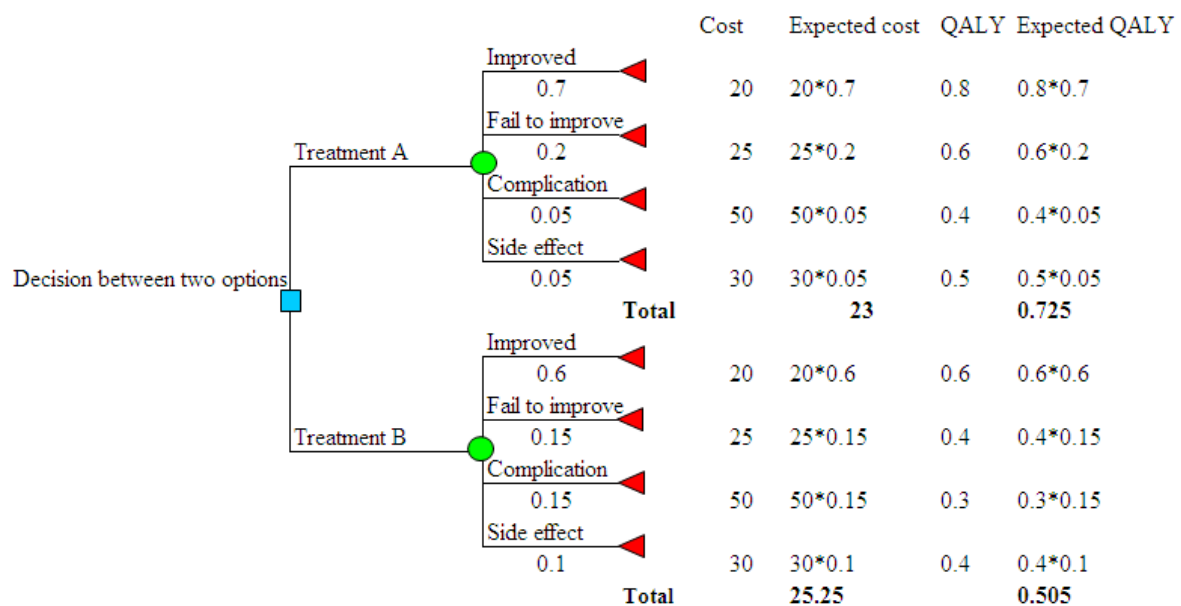 Cost Expected cost QALY Expected QALY
Improved
0.7 20 20*0.7 0.8 0.8*0.7
Fail to improve
Treatment A 0.2 25 25*0.2 0.6 0.6*0.2
Complication
0.05 50 50*0.05 0.4 0.4*0.05
Side effect
Decision between two options 0.05 30 30*0.05 0.5 0.5*0.05
Total 23 0.725
Improved
0.6 20 20*0.6 0.6 0.6*0.6
Fail to improve
Treatment B 0.15 25 25*0.15 0.4 0.4*0.15
Complication
0.15 50 50*0.15 0.3 0.3*0.15
Side effect
0.1 30 30*0.1 0.4 0.4*0.1
Total 25.25 0.505